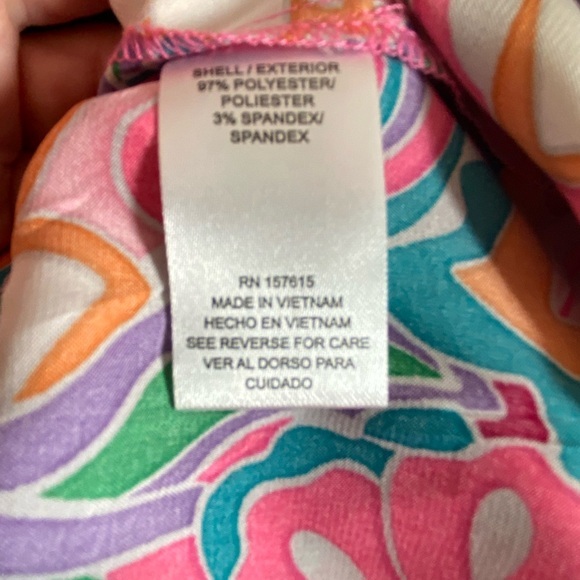 SHELL / EXTERIOR
97% POLYESTER/
POLIESTER
3% SPANDEX/
SPANDEX
RN 157615
MADE IN VIETNAM
HECHO EN VIETNAM
SEE REVERSE FOR CARE
VER AL DORSO PARA
CUIDADO